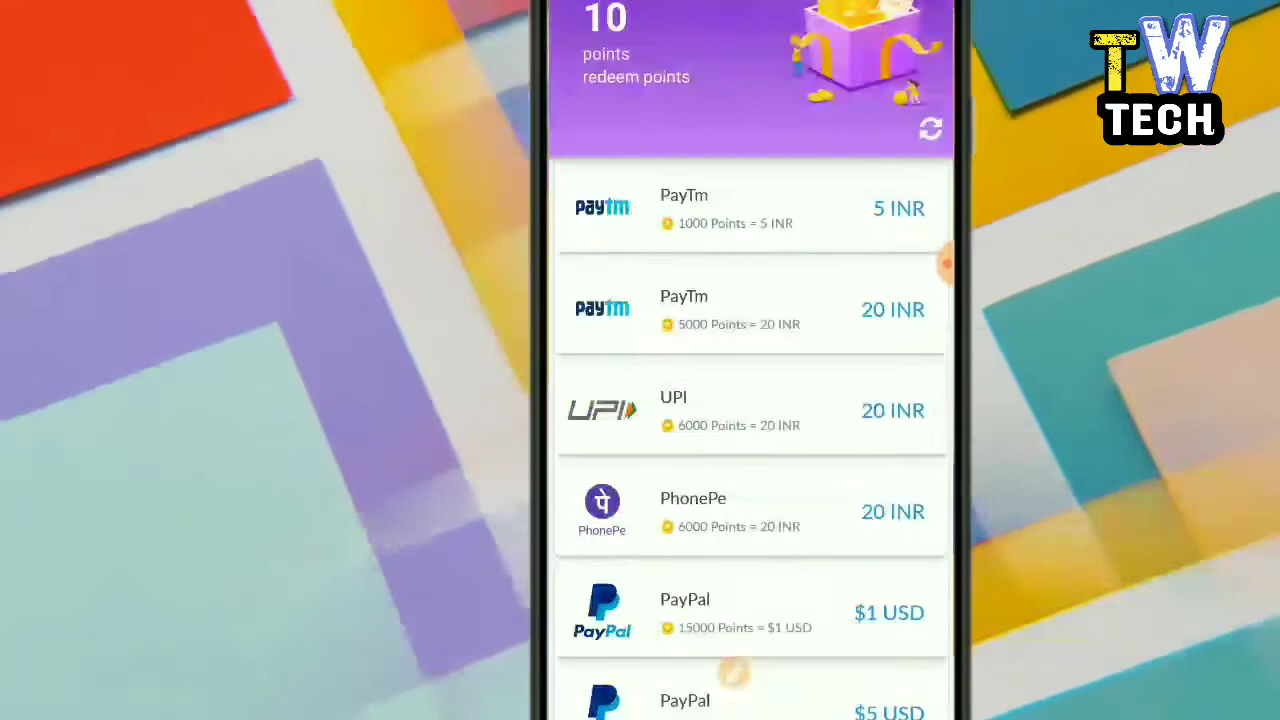 TW
TECH
10
points
redeem points
paytm
PayTm
1000 Points = 5 INR
5 INR
paytm
PayTm
5000 Points = 20 INR
20 INR
UPI
UPI
6000 Points = 20 INR
20 INR
पे
PhonePe
PhonePe
6000 Points = 20 INR
20 INR
PayPal
PayPal
15000 Points = $1 USD
$1 USD
PayPal
$5 USD